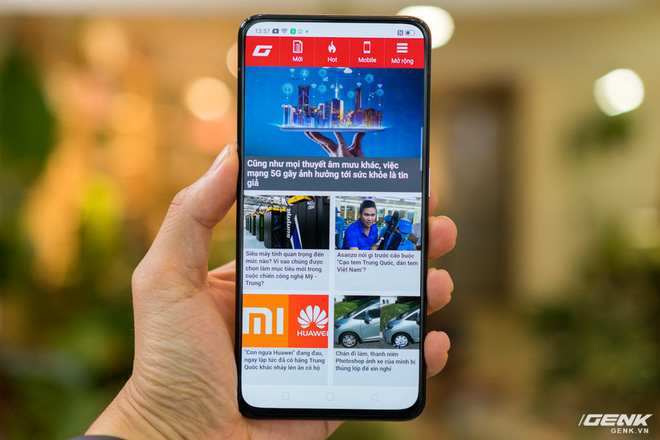 13:52
G
Mới
Hot
Mobile
Mở rộng
Cũng như mọi thuyết âm mưu khác, việc
mạng 5G gây ảnh hưởng tới sức khỏe là tin
giả
Siêu máy tính quan trọng đến
mức nào? Vì sao chúng được
chọn làm mục tiêu mới trong
cuộc chiến công nghệ Mỹ -
Trung?
Asanzo nói gì trước cáo buộc
"Cạo tem Trung Quốc, dán tem
Việt Nam"?
mi
HUAWEI
"Con ngựa Huawei" đang đau,
ngay lập tức đã có hãng Trung
Quốc khác nhảy lên ăn cỏ hộ
Chán đi làm, thanh niên
Photoshop ảnh xe của mình bị
thủng lốp để xin nghỉ
GENK
GENK.VN